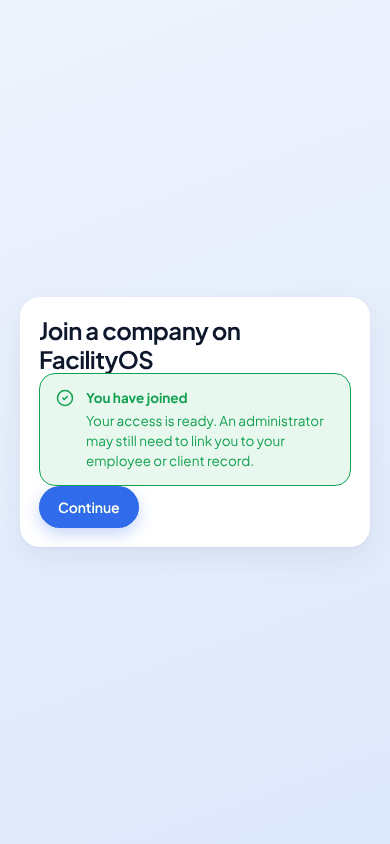 Join a company on
FacilityOS
You have joined
Your access is ready. An administrator
may still need to link you to your
employee or client record.
Continue